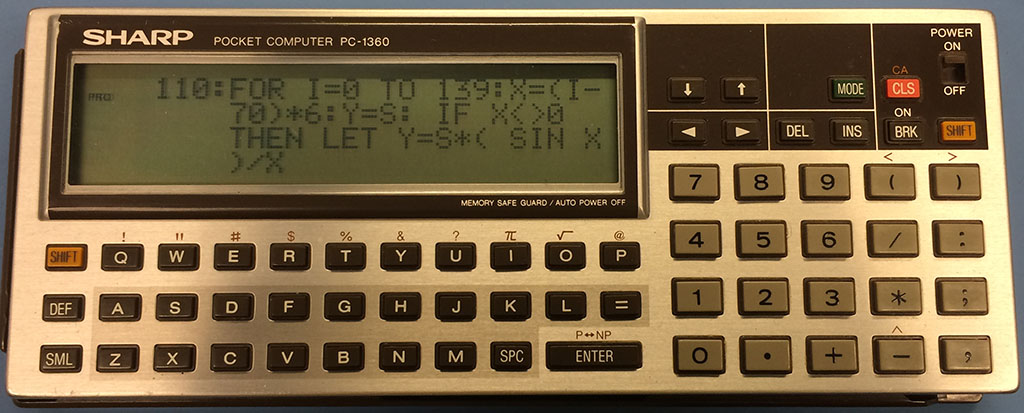 SHARP POCKET COMPUTER PC-1360
PRO
110:FOR I=0 TO 139:X=(I-
70)*6:Y=S: IF X<>0
THEN LET Y=S*( SIN X
)/X
MEMORY SAFE GUARD / AUTO POWER OFF
POWER
ON
OFF
↓ ↑ MODE CA CLS
◄ ► DEL INS ON BRK SHIFT
< >
7 8 9 ( )
4 5 6 / :
1 2 3 * ;
^
0 • + − ,
! " # $ % & ? π √ @
SHIFT Q W E R T Y U I O P
DEF A S D F G H J K L =
P↔NP
SML Z X C V B N M SPC ENTER